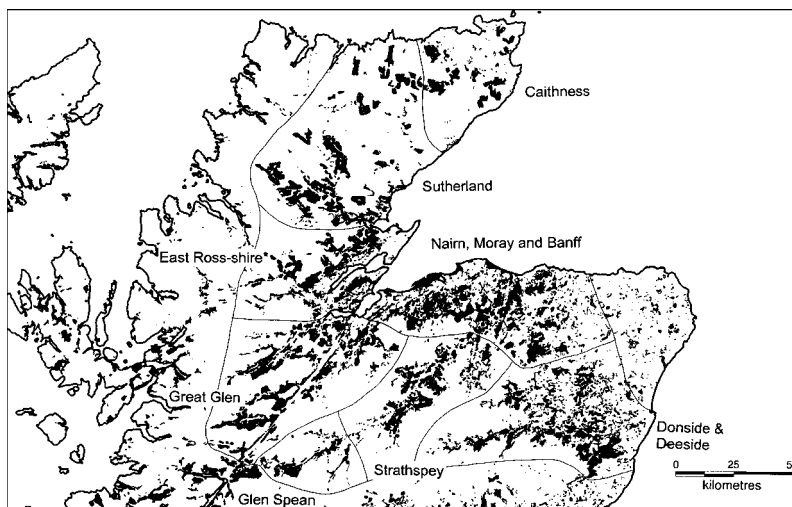 Caithness
Sutherland
Nairn, Moray and Banff
East Ross-shire
Great Glen
Donside &
Deeside
Strathspey
Glen Spean
0 25 5
kilometres